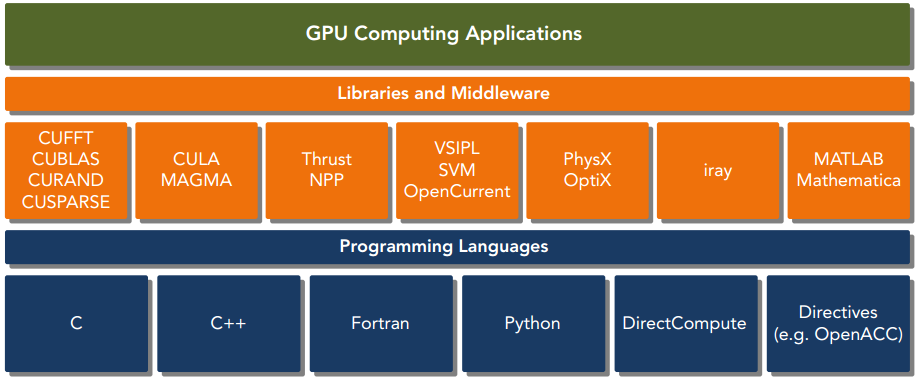 GPU Computing Applications
Libraries and Middleware
CUFFT
CUBLAS
CURAND
CUSPARSE
CULA
MAGMA
Thrust
NPP
VSIPL
SVM
OpenCurrent
PhysX
OptiX
iray
MATLAB
Mathematica
Programming Languages
C
C++
Fortran
Python
DirectCompute
Directives
(e.g. OpenACC)